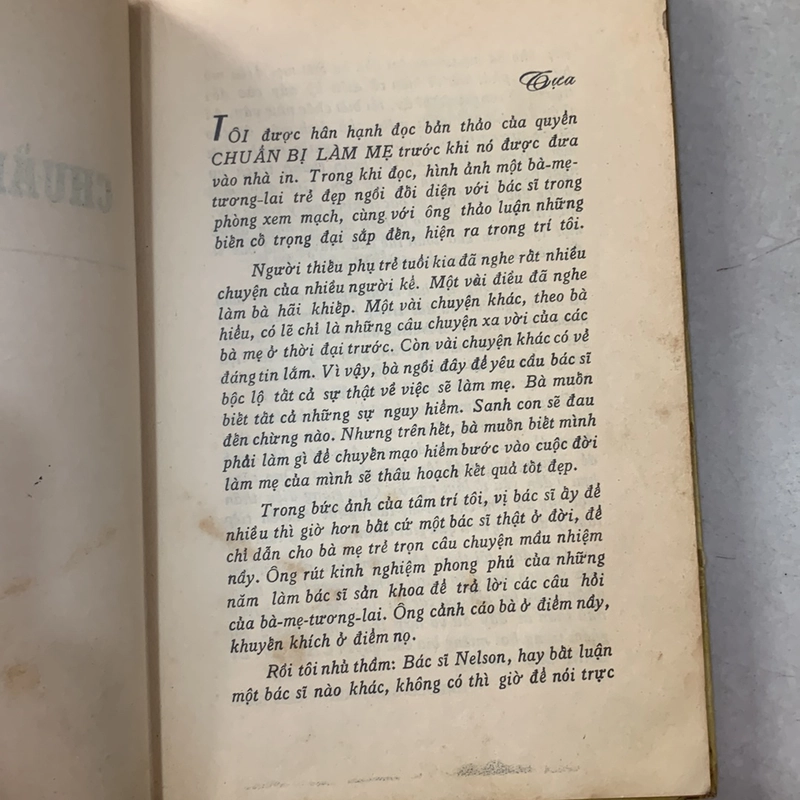 CHUẨ
Tựa
TÔI được hân hạnh đọc bản thảo của quyển
CHUẨN BỊ LÀM MẸ trước khi nó được đưa
vào nhà in. Trong khi đọc, hình ảnh một bà-mẹ-
tương-lai trẻ đẹp ngồi đối diện với bác sĩ trong
phòng xem mạch, cùng với ông thảo luận những
biến cố trọng đại sắp đến, hiện ra trong trí tôi.
Người thiếu phụ trẻ tuổi kia đã nghe rất nhiều
chuyện của nhiều người kể. Một vài điều đã nghe
làm bà hãi khiếp. Một vài chuyện khác, theo bà
hiểu, có lẽ chỉ là những câu chuyện xa vời của các
bà mẹ ở thời đại trước. Còn vài chuyện khác có vẻ
đáng tin lắm. Vì vậy, bà ngồi đây để yêu cầu bác sĩ
bộc lộ tất cả sự thật về việc sẽ làm mẹ. Bà muốn
biết tất cả những sự nguy hiểm. Sanh con sẽ đau
đến chừng nào. Nhưng trên hết, bà muốn biết mình
phải làm gì để chuyến mạo hiểm bước vào cuộc đời
làm mẹ của mình sẽ thâu hoạch kết quả tốt đẹp.
Trong bức ảnh của tâm trí tôi, vị bác sĩ ấy để
nhiều thì giờ hơn bất cứ một bác sĩ thật ở đời, để
chỉ dẫn cho bà mẹ trẻ trọn câu chuyện mầu nhiệm
nầy. Ông rút kinh nghiệm phong phú của những
năm làm bác sĩ sản khoa để trả lời các câu hỏi
của bà-mẹ-tương-lai. Ông cảnh cáo bà ở điểm nầy,
khuyến khích ở điểm nọ.
Rồi tôi nhủ thầm: Bác sĩ Nelson, hay bất luận
một bác sĩ nào khác, không có thì giờ để nói trực